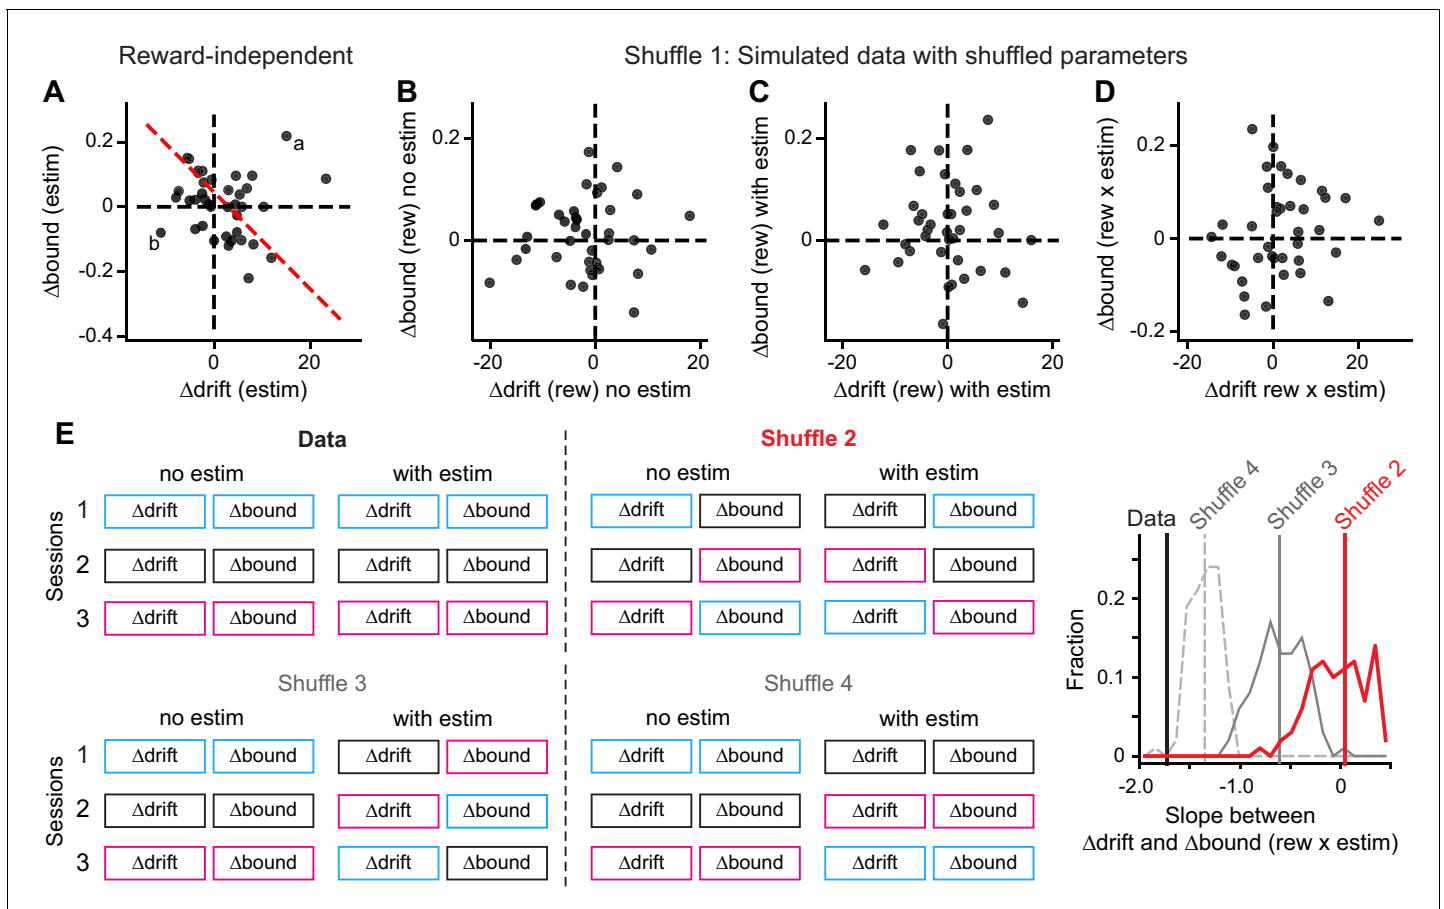 Reward-independent
Shuffle 1: Simulated data with shuffled parameters
A
Δbound (estim)
0.2
0
-0.2
-0.4
a
b
0
20
Δdrift (estim)
B
Δbound (rew) no estim
0.2
0
-20
0
20
Δdrift (rew) no estim
C
Δbound (rew) with estim
0.2
0
-20
0
20
Δdrift (rew) with estim
D
Δbound (rew x estim)
0.2
0
-0.2
-20
0
20
Δdrift rew x estim)
E
Data
no estim with estim
Sessions
1 Δdrift Δbound Δdrift Δbound
2 Δdrift Δbound Δdrift Δbound
3 Δdrift Δbound Δdrift Δbound
Shuffle 2
no estim with estim
Δdrift Δbound Δdrift Δbound
Δdrift Δbound Δdrift Δbound
Δdrift Δbound Δdrift Δbound
Shuffle 3
no estim with estim
Sessions
1 Δdrift Δbound Δdrift Δbound
2 Δdrift Δbound Δdrift Δbound
3 Δdrift Δbound Δdrift Δbound
Shuffle 4
no estim with estim
Δdrift Δbound Δdrift Δbound
Δdrift Δbound Δdrift Δbound
Δdrift Δbound Δdrift Δbound
Data
Shuffle 4
Shuffle 3
Shuffle 2
Fraction
0.2
0.1
0
-2.0
-1.0
0
Slope between
Δdrift and Δbound (rew x estim)